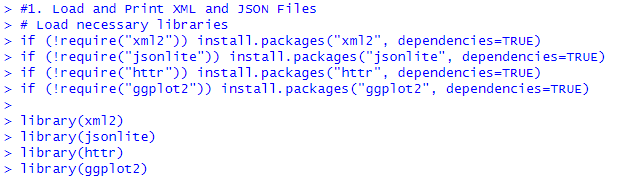 > #1. Load and Print XML and JSON Files
> # Load necessary libraries
> if (!require("xml2")) install.packages("xml2", dependencies=TRUE)
> if (!require("jsonlite")) install.packages("jsonlite", dependencies=TRUE)
> if (!require("httr")) install.packages("httr", dependencies=TRUE)
> if (!require("ggplot2")) install.packages("ggplot2", dependencies=TRUE)
>
> library(xml2)
> library(jsonlite)
> library(httr)
> library(ggplot2)